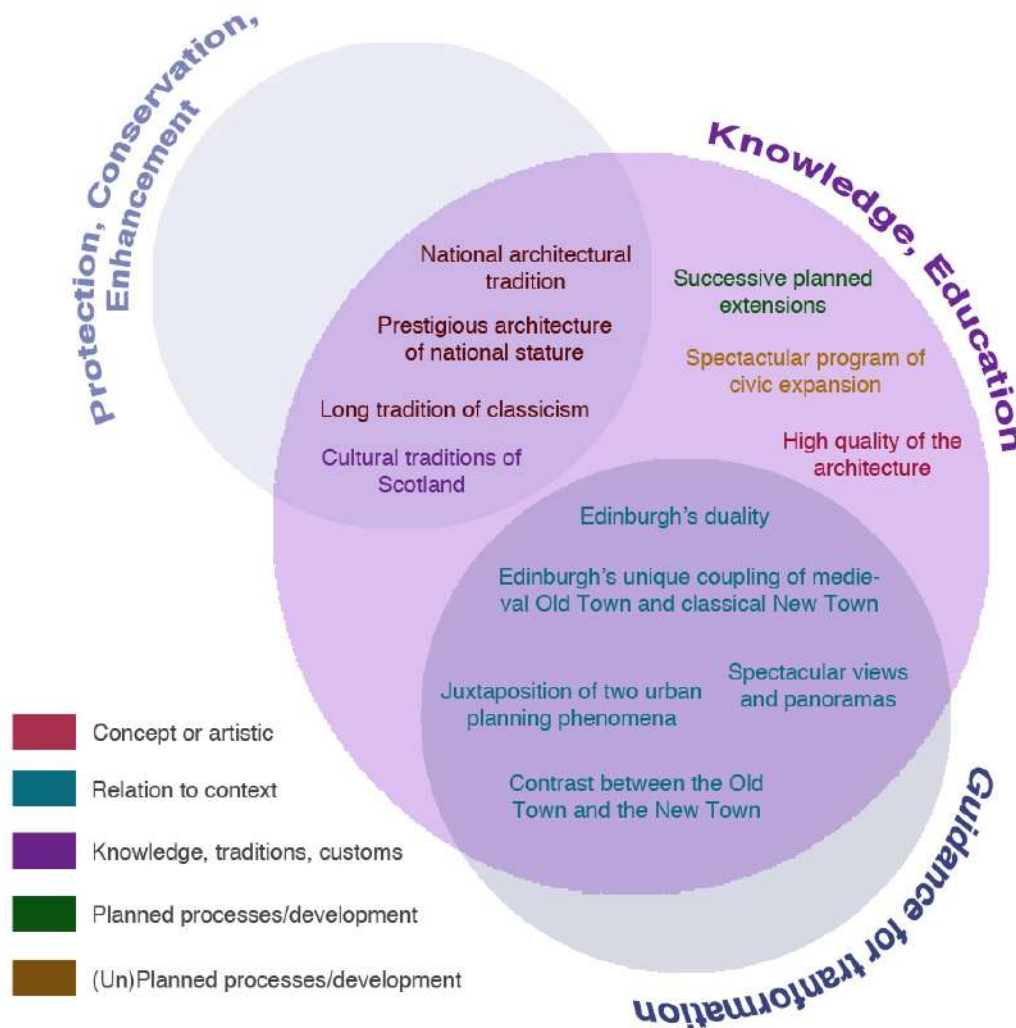 Protection, Conservation,
Enhancement
Knowledge, Education
National architectural
tradition
Successive planned
extensions
Prestigious architecture
of national stature
Spectactular program of
civic expansion
Long tradition of classicism
High quality of the
architecture
Cultural traditions of
Scotland
Edinburgh's duality
Edinburgh's unique coupling of medie-
val Old Town and classical New Town
Juxtaposition of two urban
planning phenomena
Spectacular views
and panoramas
Contrast between the Old
Town and the New Town
Guidance for tranformation
Concept or artistic
Relation to context
Knowledge, traditions, customs
Planned processes/development
(Un)Planned processes/development